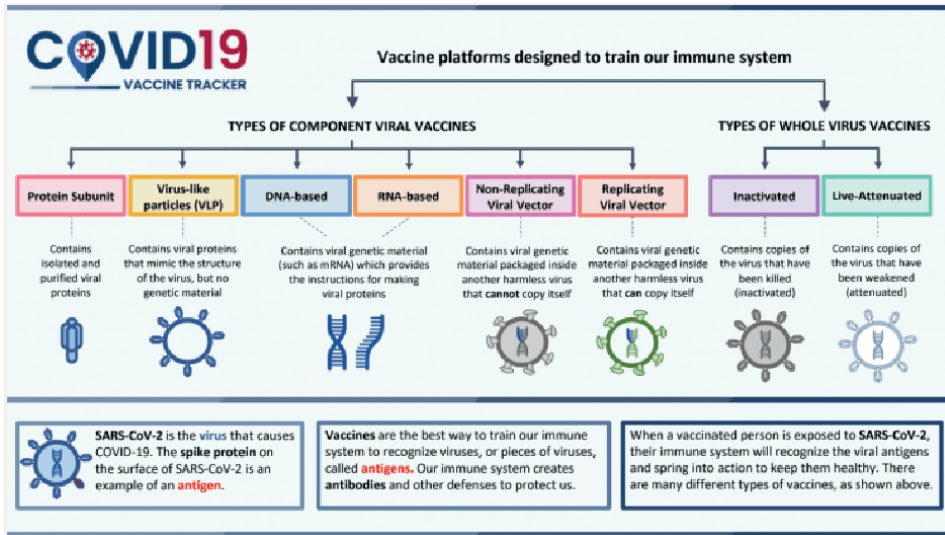 COVID19
VACCINE TRACKER
Vaccine platforms designed to train our immune system
TYPES OF COMPONENT VIRAL VACCINES
TYPES OF WHOLE VIRUS VACCINES
Protein Subunit
Virus-like
particles (VLP)
DNA-based
RNA-based
Non-Replicating
Viral Vector
Replicating
Viral Vector
Inactivated
Live-Attenuated
Contains
isolated and
purified viral
proteins
Contains viral proteins
that mimic the structure
of the virus, but no
genetic material
Contains viral genetic material
(such as mRNA) which provides
the instructions for making
viral proteins
Contains viral genetic
material packaged inside
another harmless virus
that cannot copy itself
Contains viral genetic
material packaged inside
another harmless virus
that can copy itself
Contains copies of
the virus that have
been killed
(inactivated)
Contains copies of
the virus that have
been weakened
(attenuated)
SARS-CoV-2 is the virus that causes
COVID-19. The spike protein on
the surface of SARS-CoV-2 is an
example of an antigen.
Vaccines are the best way to train our immune
system to recognize viruses, or pieces of viruses,
called antigens. Our immune system creates
antibodies and other defenses to protect us.
When a vaccinated person is exposed to SARS-CoV-2,
their immune system will recognize the viral antigens
and spring into action to keep them healthy. There
are many different types of vaccines, as shown above.